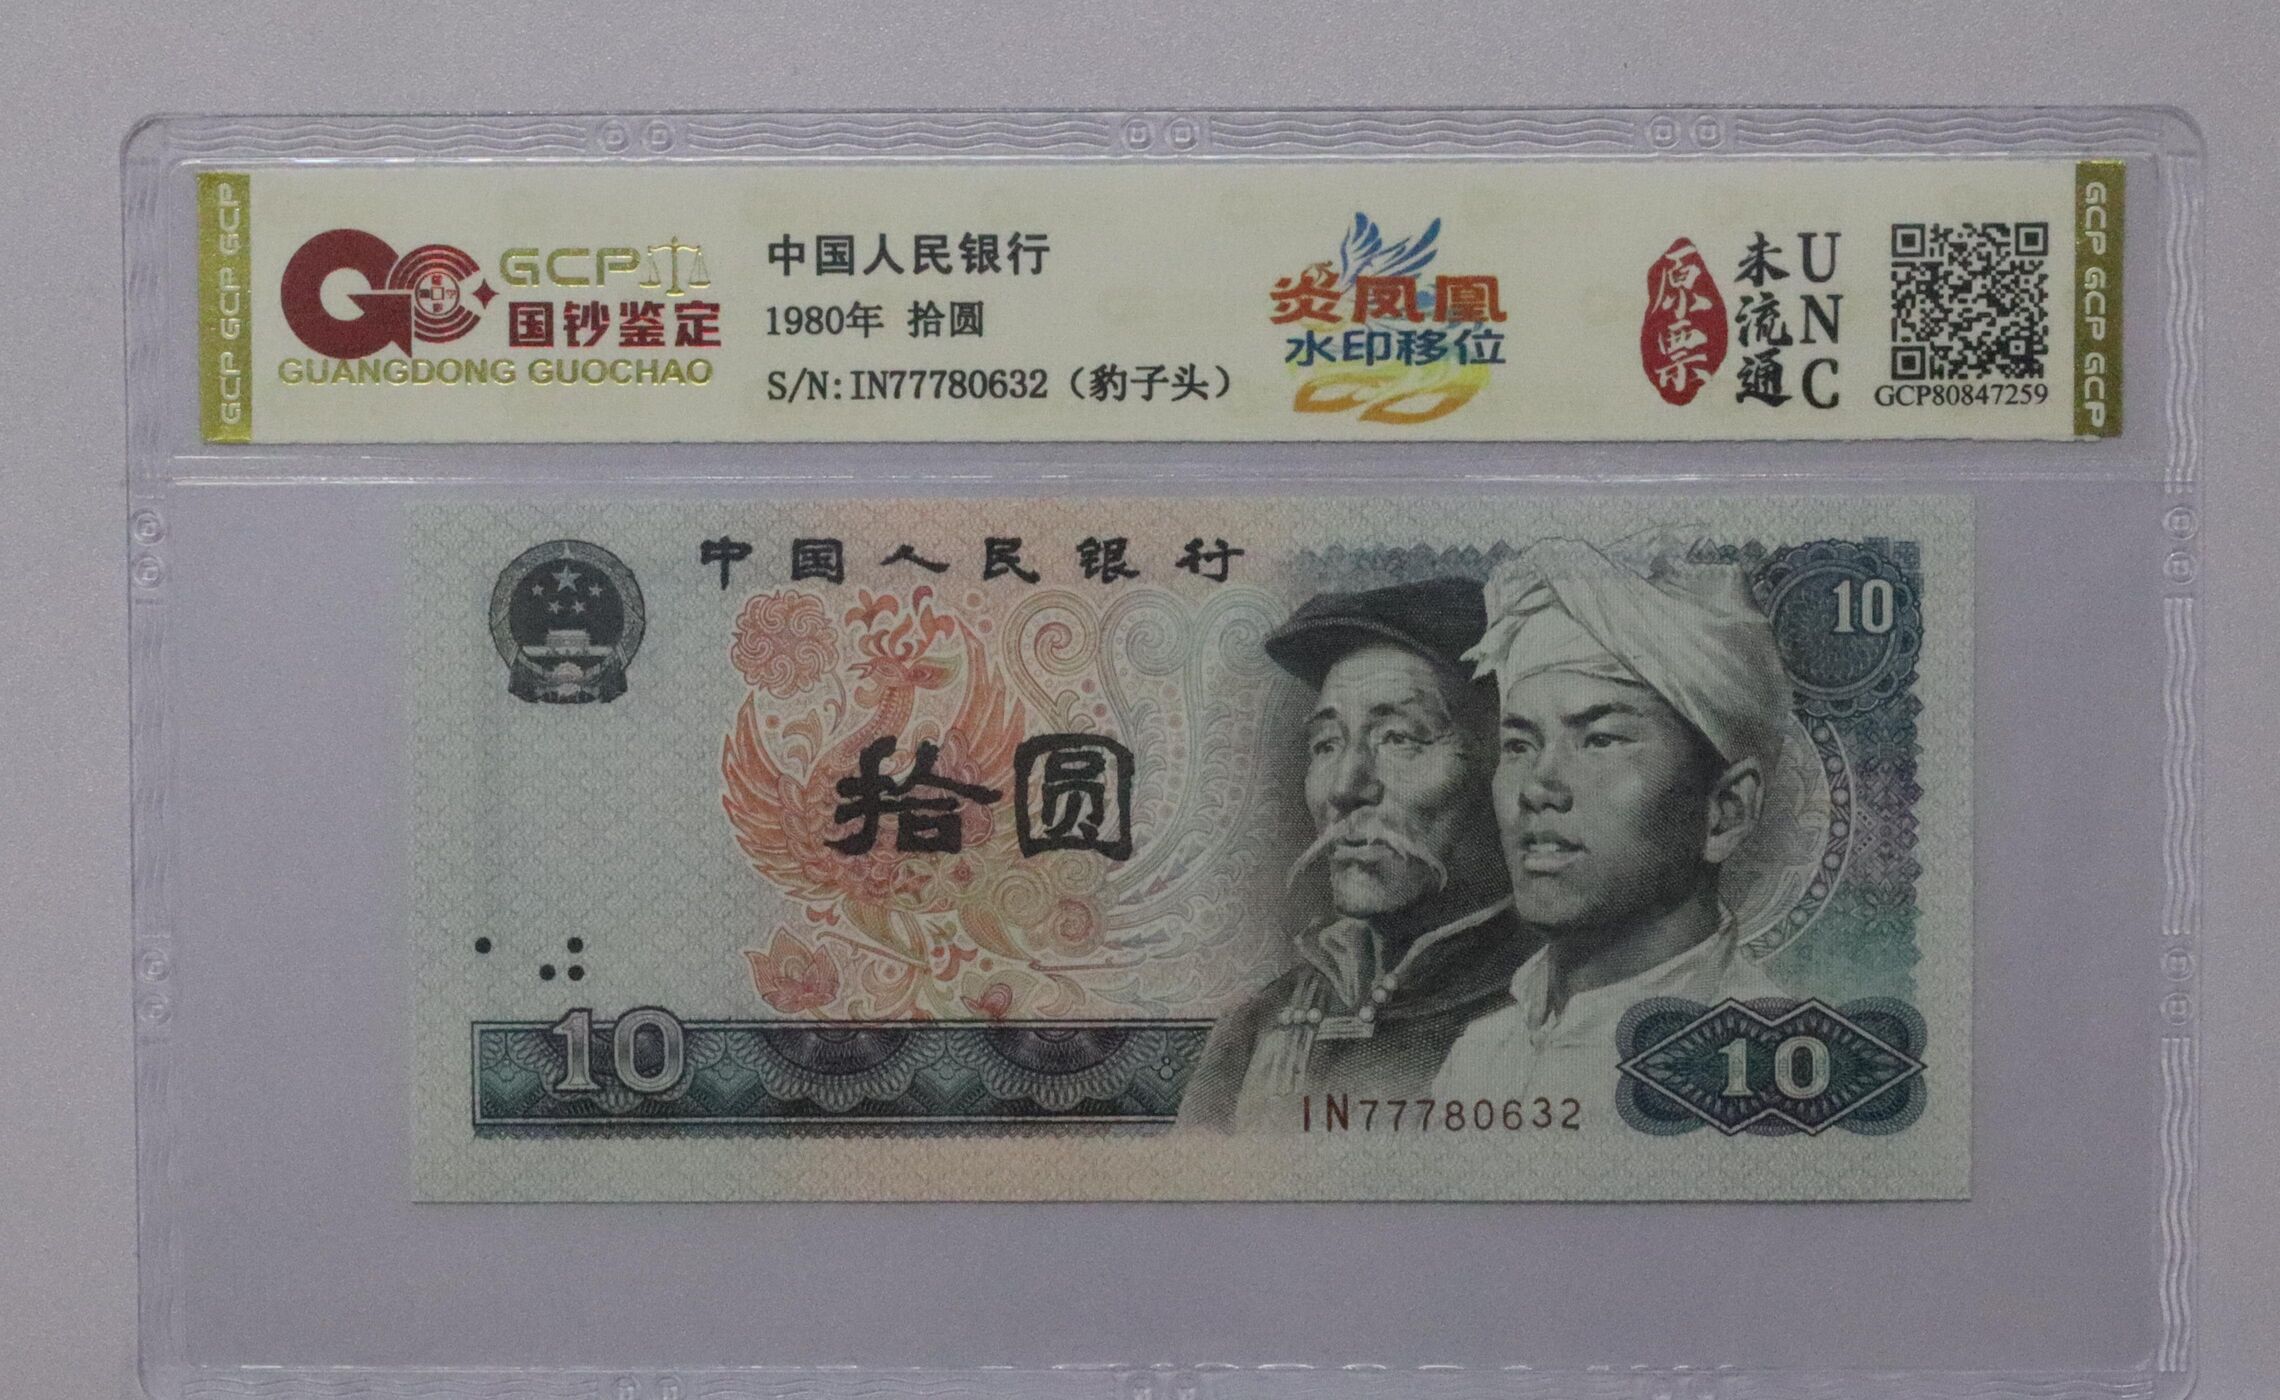 GCP GCP GCP
GCP
国钞鉴定
GUANGDONG GUOCHAO
中国人民银行
1980年 拾圆
S/N:IN77780632（豹子头）
炎凤凰
水印移位
原票
未流通
UNC
GCP80847259
GCP GCP GCP
中国人民银行
10
拾圆
10
10
IN77780632